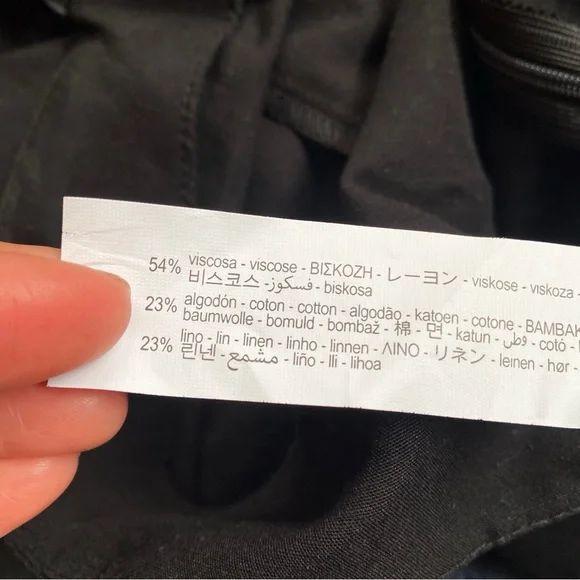 54% viscosa - viscose - ΒΙΣΚΟΖΗ - レーヨン - viskose - viskoza -
비스코스 - فسكوز - biskosa
23% algodón - coton - cotton - algodão - katoen - cotone - ΒΑΜΒΑΚ
baumwolle - bomuld - bombaž - 棉 - 면 - katun - قطن - cotó -
23% lino - lin - linen - linho - linnen - ΛΙΝΟ - リネン - leinen - hør -
린넨 - مشمع - liño - lli - lihoa